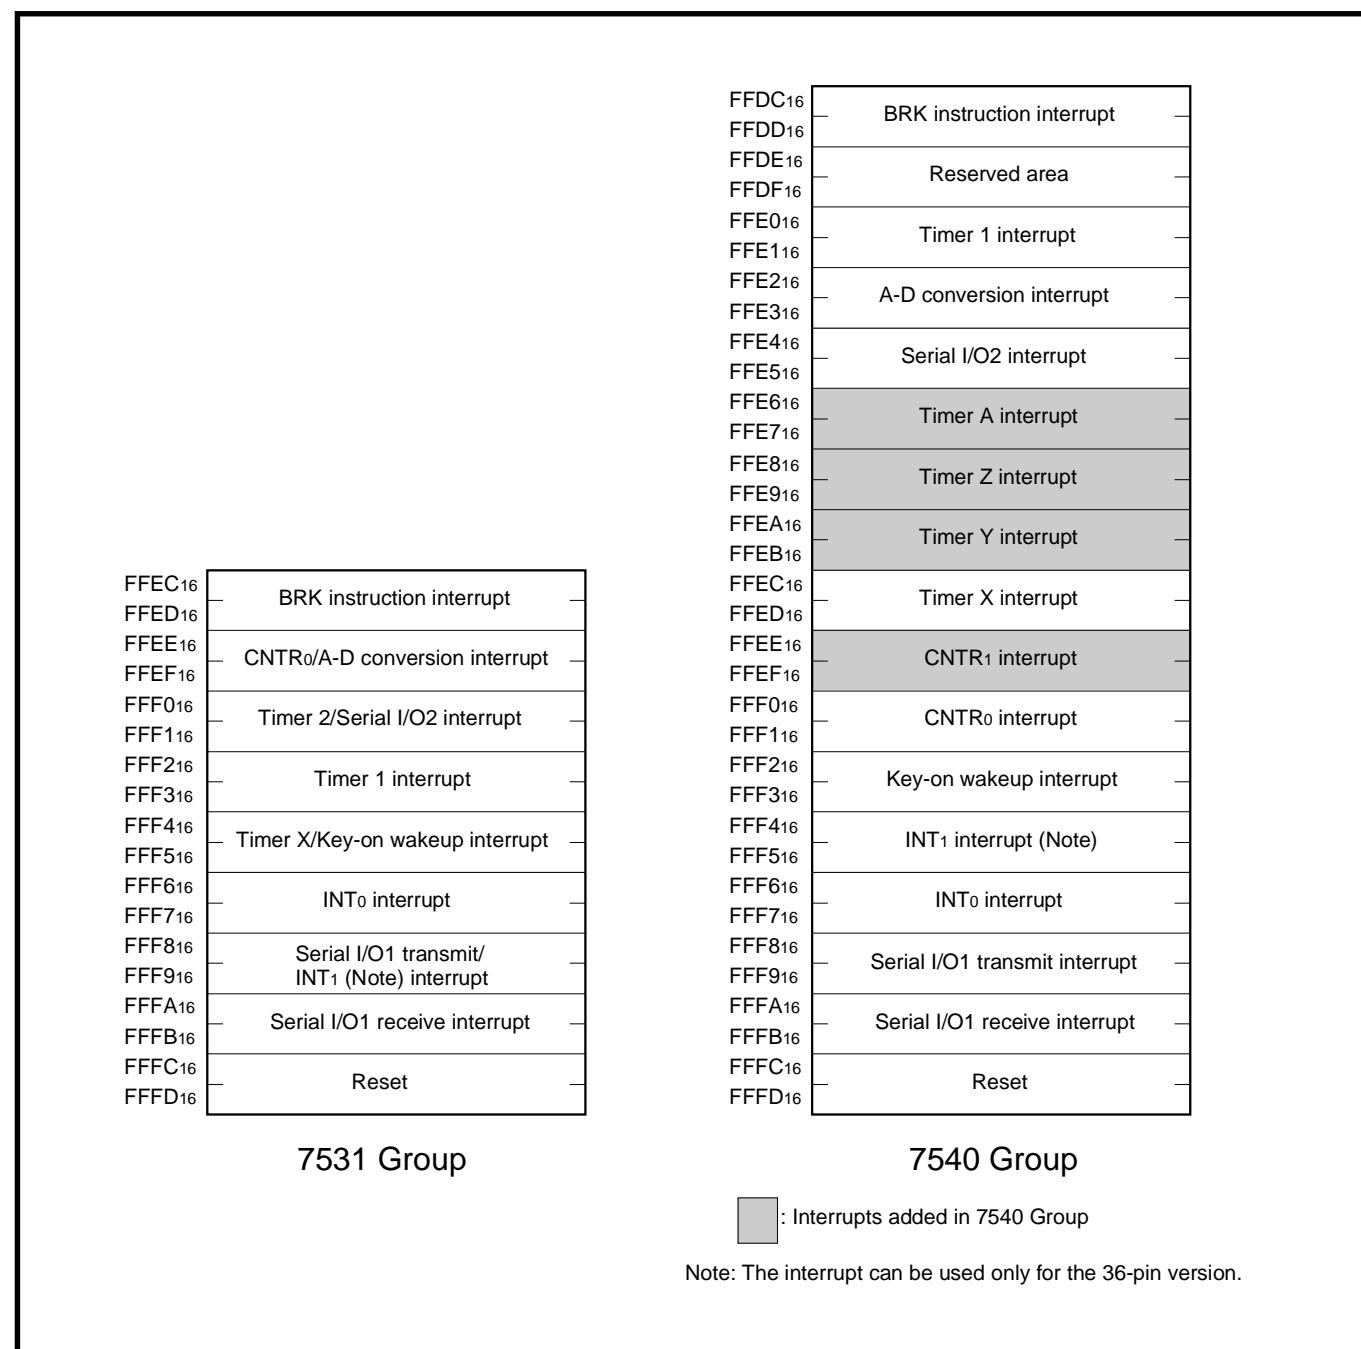 FFDC16
BRK instruction interrupt
FFDD16
FFDE16
Reserved area
FFDF16
FFE016
Timer 1 interrupt
FFE116
FFE216
A-D conversion interrupt
FFE316
FFE416
Serial I/O2 interrupt
FFE516
FFE616
Timer A interrupt
FFE716
FFE816
Timer Z interrupt
FFE916
FFEA16
Timer Y interrupt
FFEB16
FFEC16
Timer X interrupt
FFED16
FFEE16
CNTR1 interrupt
FFEF16
FFF016
CNTR0 interrupt
FFF116
FFF216
Key-on wakeup interrupt
FFF316
FFF416
INT1 interrupt (Note)
FFF516
FFF616
INT0 interrupt
FFF716
FFF816
Serial I/O1 transmit interrupt
FFF916
FFFA16
Serial I/O1 receive interrupt
FFFB16
FFFC16
Reset
FFFD16
7540 Group
FFEC16
BRK instruction interrupt
FFED16
FFEE16
CNTR0/A-D conversion interrupt
FFEF16
FFF016
Timer 2/Serial I/O2 interrupt
FFF116
FFF216
Timer 1 interrupt
FFF316
FFF416
Timer X/Key-on wakeup interrupt
FFF516
FFF616
INT0 interrupt
FFF716
FFF816
Serial I/O1 transmit/
INT1 (Note) interrupt
FFF916
FFFA16
Serial I/O1 receive interrupt
FFFB16
FFFC16
Reset
FFFD16
7531 Group
: Interrupts added in 7540 Group
Note: The interrupt can be used only for the 36-pin version.